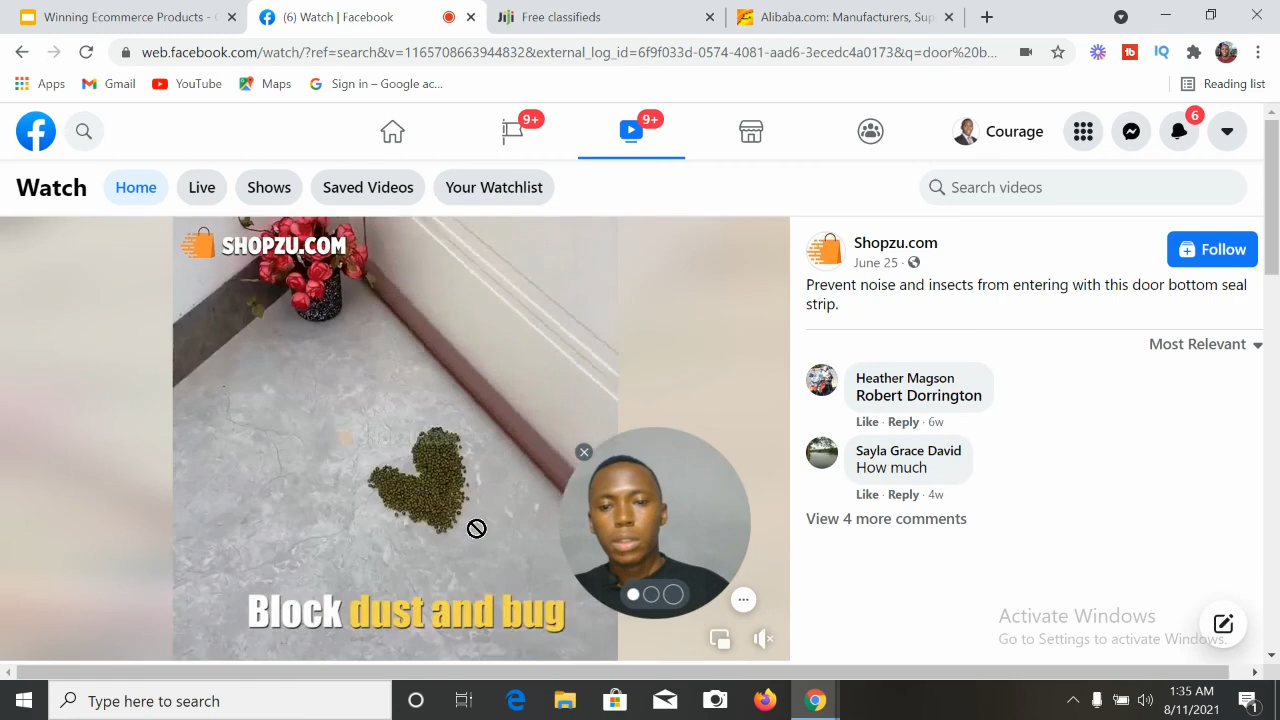 Winning Ecommerce Products -
(6) Watch | Facebook
Free classifieds
Alibaba.com: Manufacturers, Sup
web.facebook.com/watch/?ref=search&v=1165708663944832&external_log_id=6f9f033d-0574-4081-aad6-3ecedc4a0173&q=door%20b...
Apps
Gmail
YouTube
Maps
Sign in – Google ac...
Reading list
9+
9+
Courage
6
Watch
Home
Live
Shows
Saved Videos
Your Watchlist
Search videos
SHOPZU.COM
Shopzu.com
June 25 ·
Follow
Prevent noise and insects from entering with this door bottom seal
strip.
Most Relevant
Heather Magson
Robert Dorrington
Like · Reply · 6w
Sayla Grace David
How much
Like · Reply · 4w
View 4 more comments
SHOPZU.COM
Block dust and bug
Activate Windows
Go to Settings to activate Windows.
Type here to search
1:35 AM
8/11/2021
1